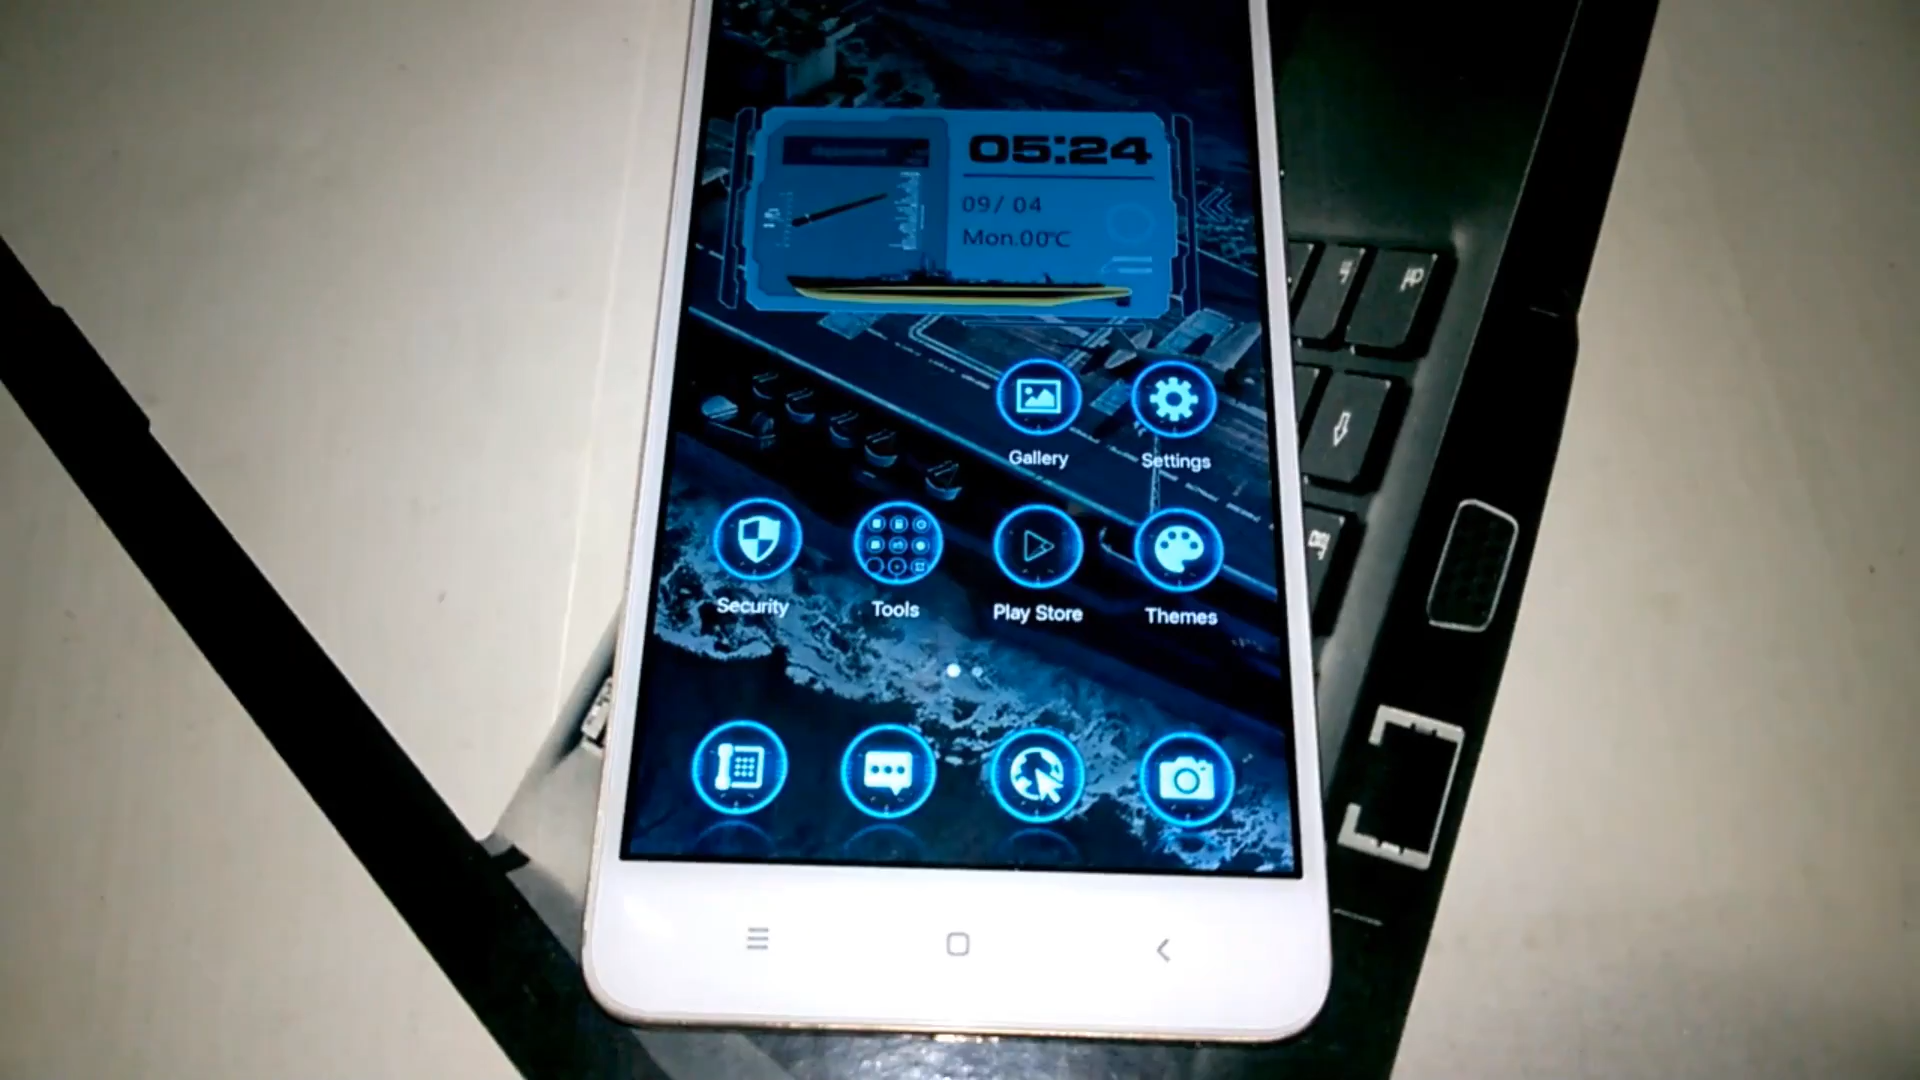 05:24
09/ 04
Mon.00°C
Gallery
Settings
Security
Tools
Play Store
Themes